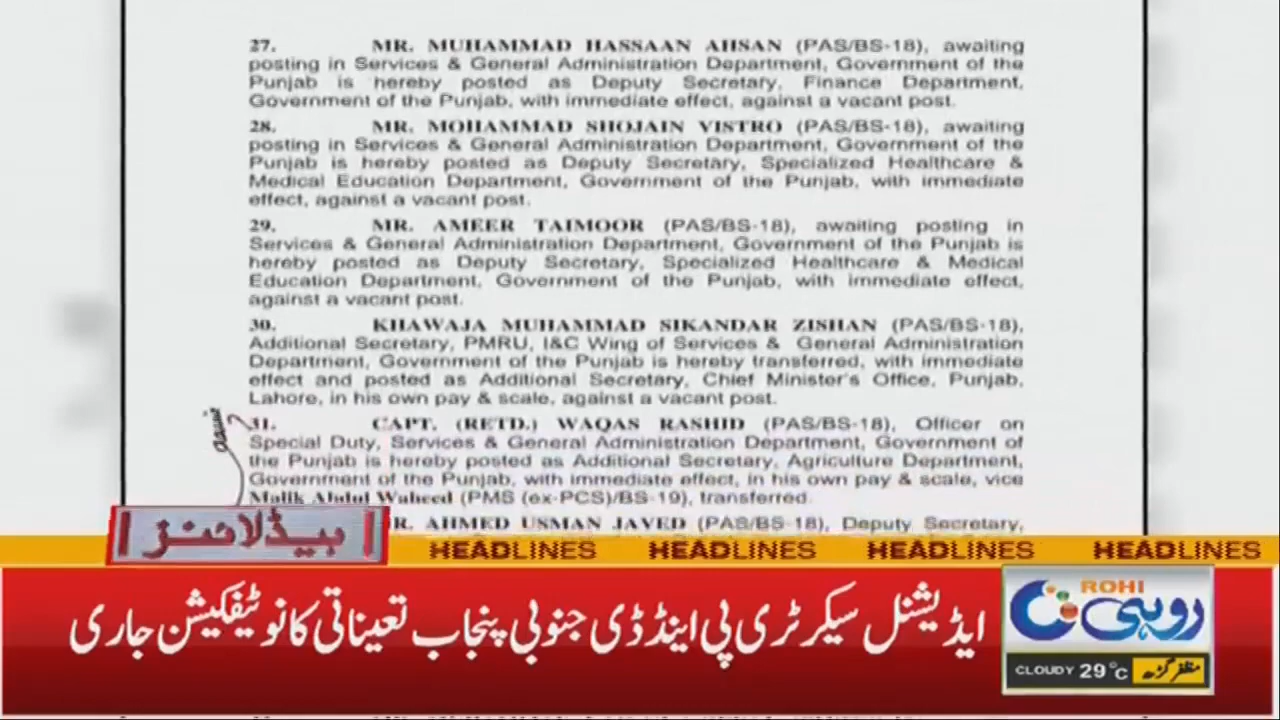 27. MR. MUHAMMAD HASSAAN AHSAN (PAS/BS-18), awaiting
posting in Services & General Administration Department, Government of the
Punjab is hereby posted as Deputy Secretary, Finance Department,
Government of the Punjab, with immediate effect, against a vacant post.
28. MR. MOHAMMAD SHOJAIN VISTRO (PAS/BS-18), awaiting
posting in Services & General Administration Department, Government of the
Punjab is hereby posted as Deputy Secretary, Specialized Healthcare &
Medical Education Department, Government of the Punjab, with immediate
effect, against a vacant post.
29. MR. AMEER TAIMOOR (PAS/BS-18), awaiting posting in
Services & General Administration Department, Government of the Punjab is
hereby posted as Deputy Secretary, Specialized Healthcare & Medical
Education Department, Government of the Punjab, with immediate effect,
against a vacant post.
30. KHAWAJA MUHAMMAD SIKANDAR ZISHAN (PAS/BS-18),
Additional Secretary, PMRU, I&C Wing of Services & General Administration
Department, Government of the Punjab is hereby transferred, with immediate
effect and posted as Additional Secretary, Chief Minister's Office, Punjab,
Lahore, in his own pay & scale, against a vacant post.
31. CAPT. (RETD.) WAQAS RASHID (PAS/BS-18), Officer on
Special Duty, Services & General Administration Department, Government of
the Punjab is hereby posted as Additional Secretary, Agriculture Department,
Government of the Punjab, with immediate effect, in his own pay & scale, vice
Malik Abdul Waheed (PMS (ex-PCS)/BS-19), transferred.
R. AHMED USMAN JAVED (PAS/BS-18), Deputy Secretary,
ہیڈلائنز
HEADLINES HEADLINES HEADLINES HEADLINES
ایڈیشنل سیکرٹری پی اینڈ ڈی جنوبی پنجاب تعیناتی کا نوٹیفکیشن جاری
ROHI
روہی
CLOUDY 29°C مظفر گڑھ